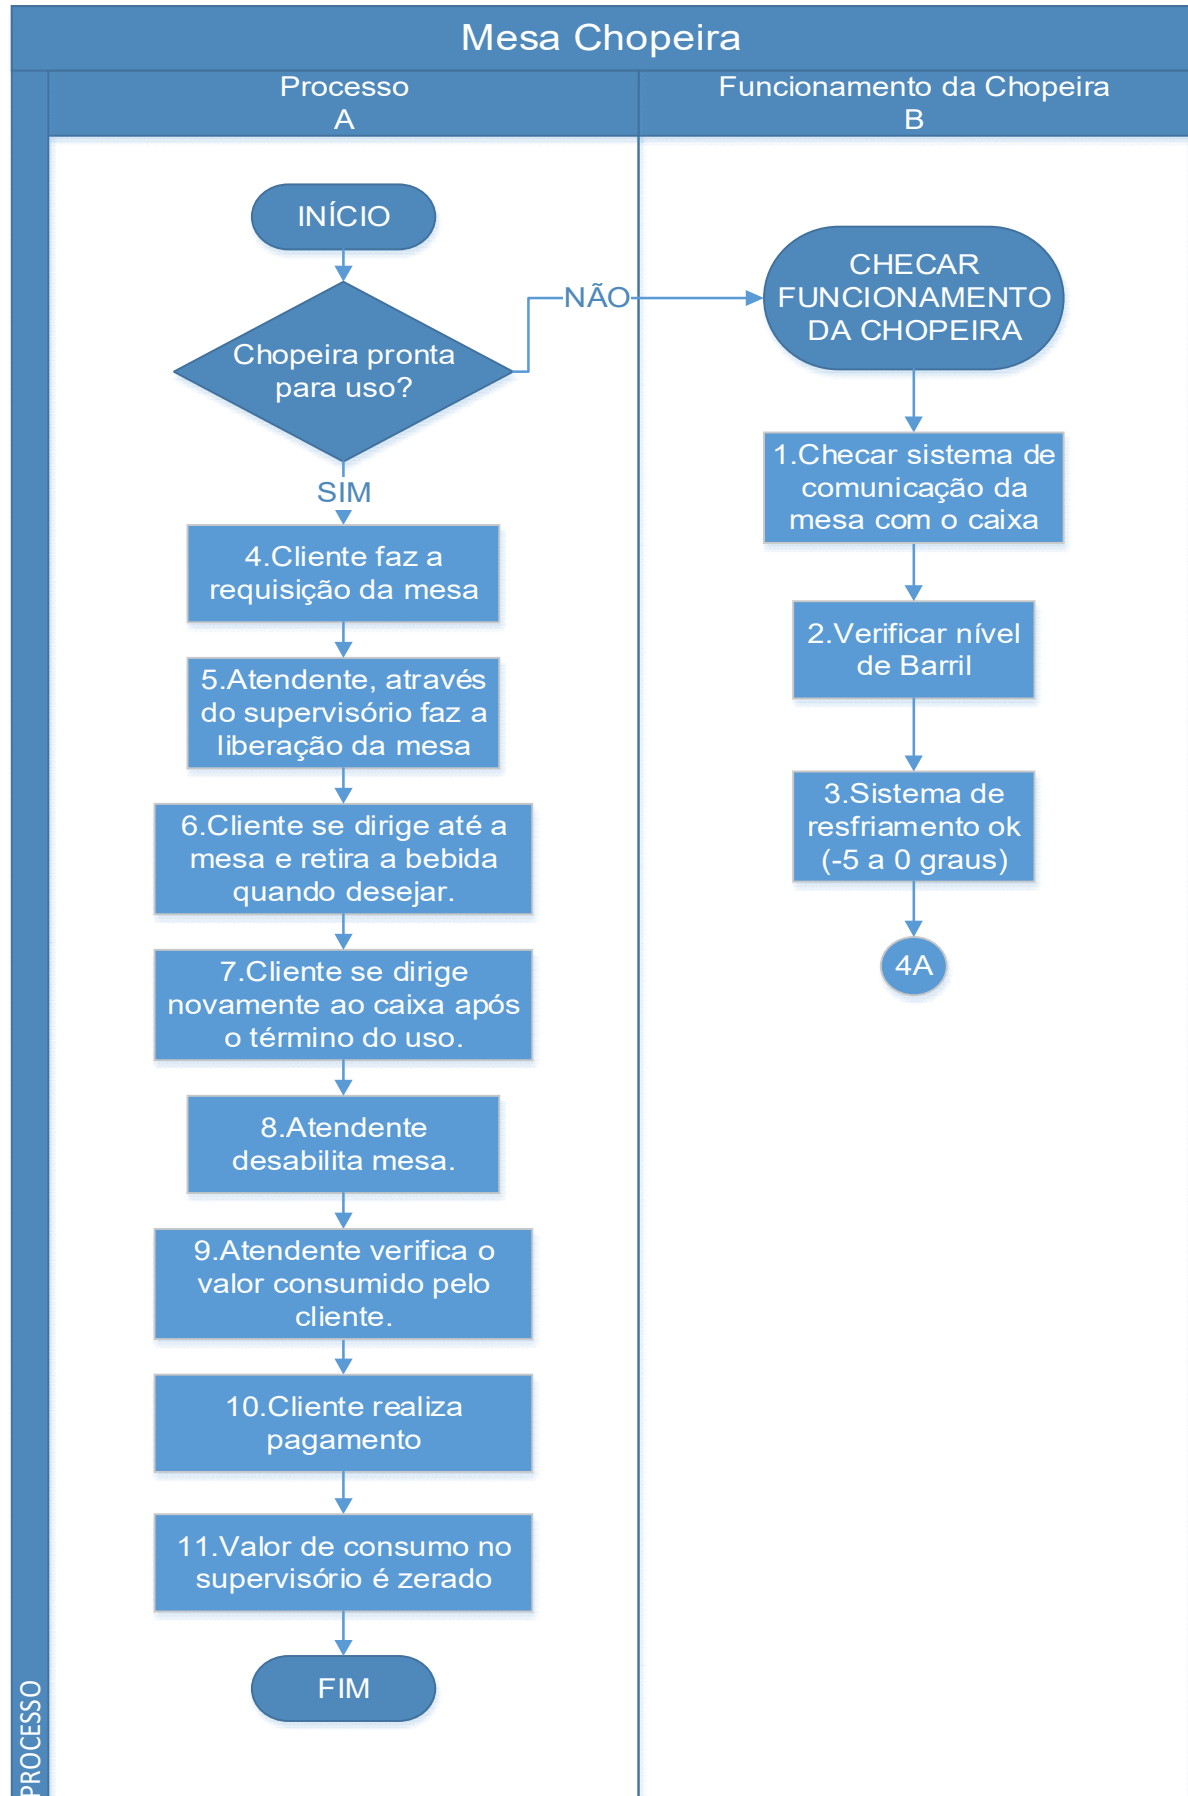 Mesa Chopeira
Processo
A
Funcionamento da Chopeira
B
INÍCIO
Chopeira pronta
para uso?
NÃO
SIM
4.Cliente faz a
requisição da mesa
5.Atendente, através
do supervisório faz a
liberação da mesa
6.Cliente se dirige até a
mesa e retira a bebida
quando desejar.
7.Cliente se dirige
novamente ao caixa após
o término do uso.
8.Atendente
desabilita mesa.
9.Atendente verifica o
valor consumido pelo
cliente.
10.Cliente realiza
pagamento
11.Valor de consumo no
supervisório é zerado
FIM
CHECAR
FUNCIONAMENTO
DA CHOPEIRA
1.Checar sistema de
comunicação da
mesa com o caixa
2.Verificar nível
de Barril
3.Sistema de
resfriamento ok
(-5 a 0 graus)
4A
PROCESSO